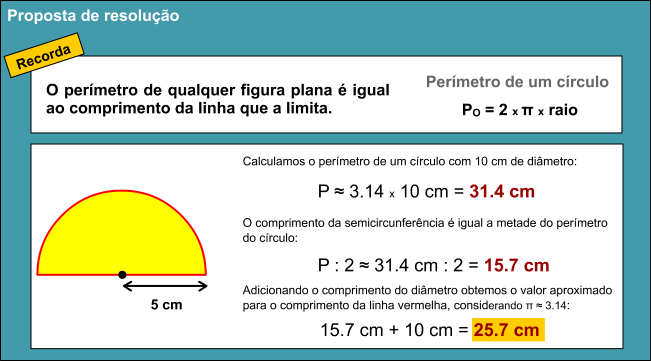 Proposta de resolução
Recorda
O perímetro de qualquer figura plana é igual
ao comprimento da linha que a limita.
Perímetro de um círculo
P○ = 2 x π x raio
Calculamos o perímetro de um círculo com 10 cm de diâmetro:
P ≈ 3.14 x 10 cm = 31.4 cm
O comprimento da semicircunferência é igual a metade do perímetro
do círculo:
P : 2 ≈ 31.4 cm : 2 = 15.7 cm
Adicionando o comprimento do diâmetro obtemos o valor aproximado
para o comprimento da linha vermelha, considerando π ≈ 3.14:
15.7 cm + 10 cm = 25.7 cm
5 cm